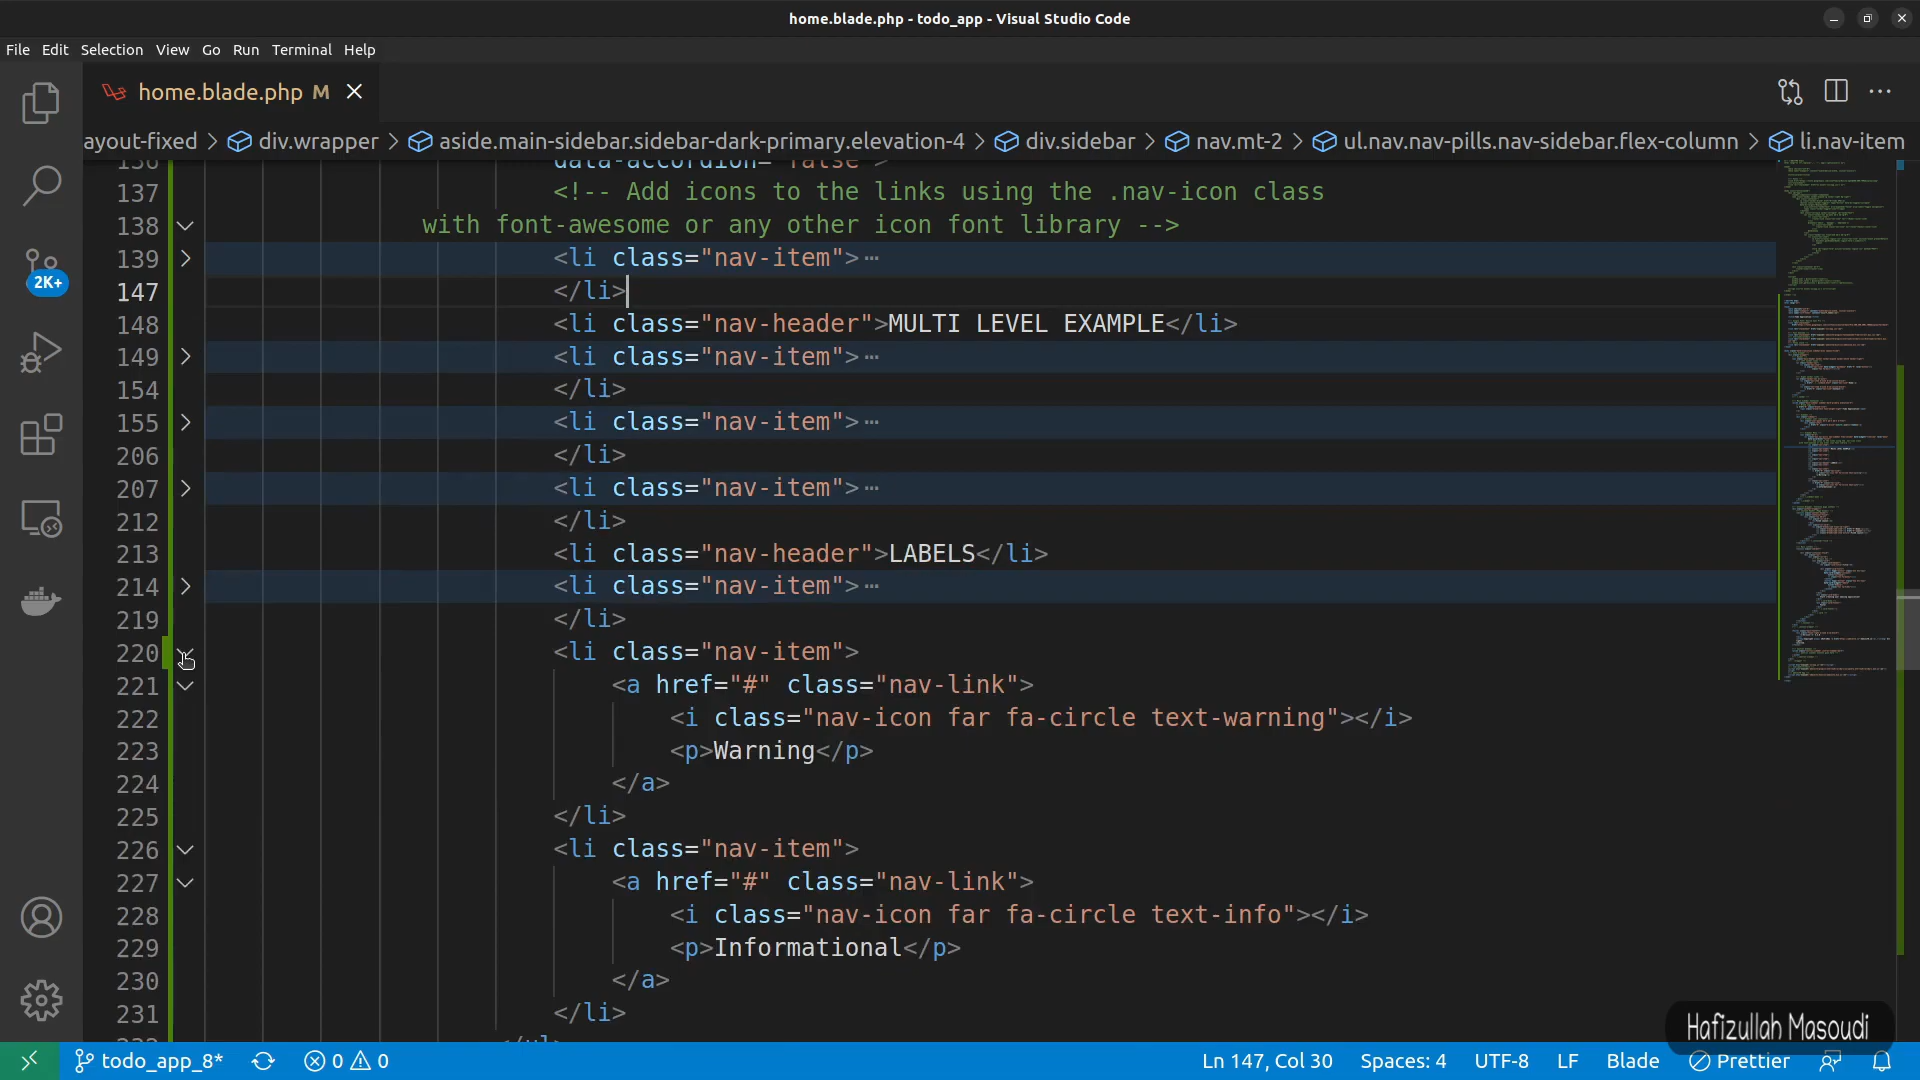 home.blade.php - todo_app - Visual Studio Code
File Edit Selection View Go Run Terminal Help
home.blade.php M
ayout-fixed > div.wrapper > aside.main-sidebar.sidebar-dark-primary.elevation-4 > div.sidebar > nav.mt-2 > ul.nav.nav-pills.nav-sidebar.flex-column > li.nav-item
136 data-accordion="false">
137 <!-- Add icons to the links using the .nav-icon class
138 with font-awesome or any other icon font library -->
139 <li class="nav-item">⋯
147 </li>
148 <li class="nav-header">MULTI LEVEL EXAMPLE</li>
149 <li class="nav-item">⋯
154 </li>
155 <li class="nav-item">⋯
206 </li>
207 <li class="nav-item">⋯
212 </li>
213 <li class="nav-header">LABELS</li>
214 <li class="nav-item">⋯
219 </li>
220 <li class="nav-item">
221 <a href="#" class="nav-link">
222 <i class="nav-icon far fa-circle text-warning"></i>
223 <p>Warning</p>
224 </a>
225 </li>
226 <li class="nav-item">
227 <a href="#" class="nav-link">
228 <i class="nav-icon far fa-circle text-info"></i>
229 <p>Informational</p>
230 </a>
231 </li>
2K+
Hafizullah Masoudi
todo_app_8* 0 0 Ln 147, Col 30 Spaces: 4 UTF-8 LF Blade Prettier